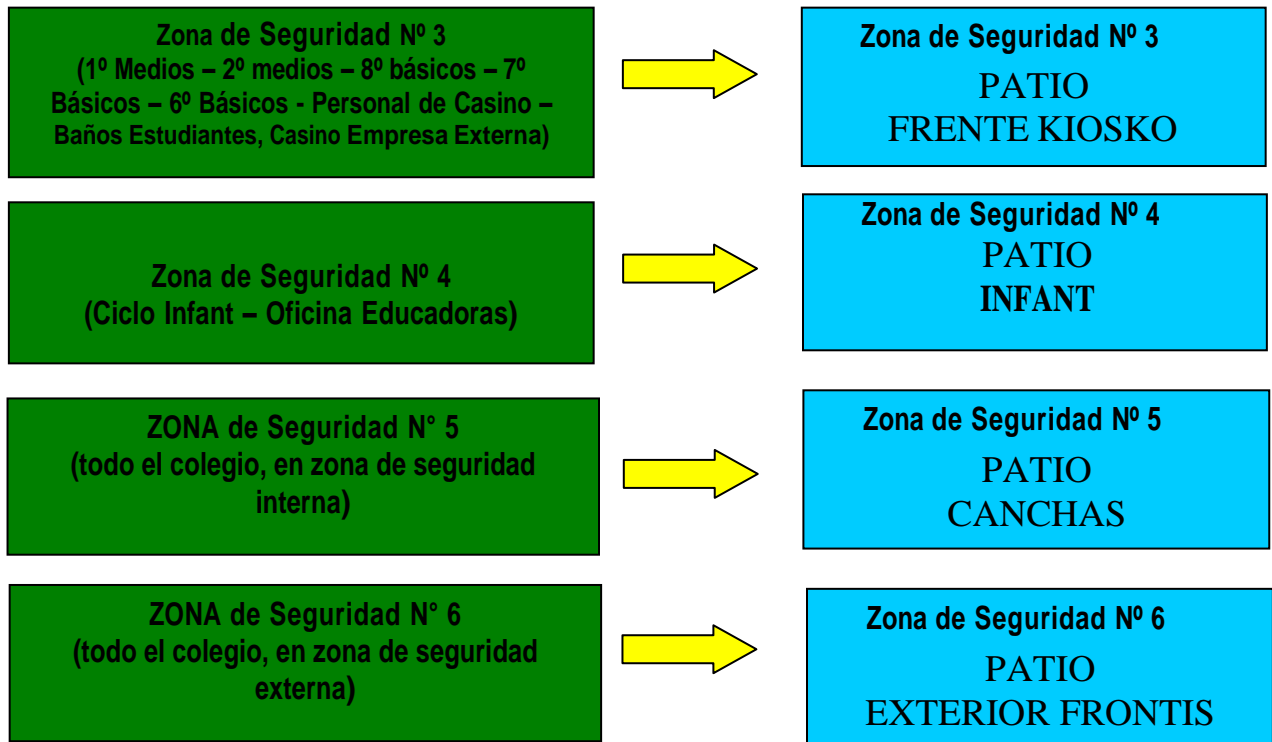 Zona de Seguridad Nº 3
(1º Medios – 2º medios – 8º básicos – 7º
Básicos – 6º Básicos - Personal de Casino –
Baños Estudiantes, Casino Empresa Externa)
Zona de Seguridad Nº 3
PATIO
FRENTE KIOSKO
Zona de Seguridad Nº 4
(Ciclo Infant – Oficina Educadoras)
Zona de Seguridad Nº 4
PATIO
INFANT
ZONA de Seguridad N° 5
(todo el colegio, en zona de seguridad
interna)
Zona de Seguridad Nº 5
PATIO
CANCHAS
ZONA de Seguridad N° 6
(todo el colegio, en zona de seguridad
externa)
Zona de Seguridad Nº 6
PATIO
EXTERIOR FRONTIS